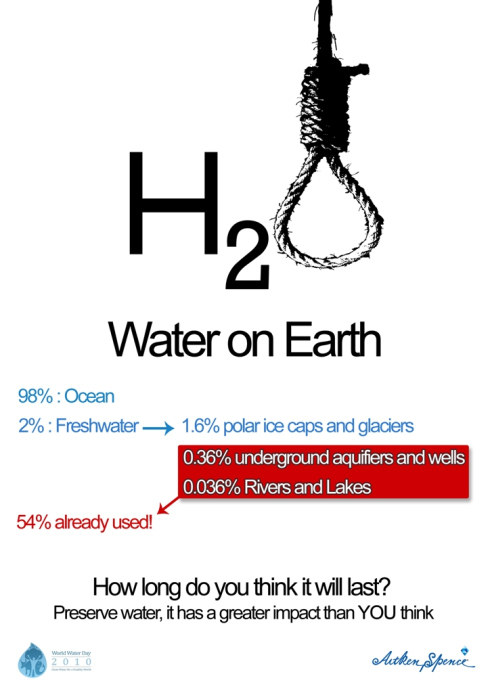 H2
Water on Earth
98% : Ocean
2% : Freshwater → 1.6% polar ice caps and glaciers
0.36% underground aquifiers and wells
0.036% Rivers and Lakes
54% already used!
How long do you think it will last?
Preserve water, it has a greater impact than YOU think
World Water Day
2010
Aitken Spence